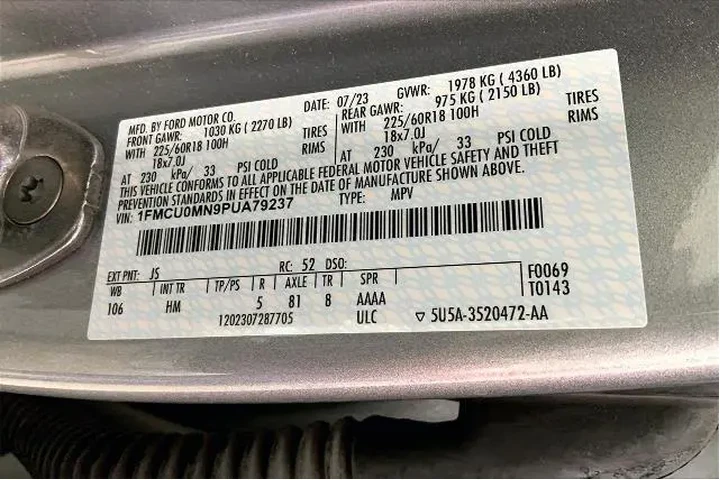 MFD. BY FORD MOTOR CO.
DATE: 07/23 GVWR: 1978 KG ( 4360 LB)
FRONT GAWR: 1030 KG ( 2270 LB) REAR GAWR: 975 KG ( 2150 LB)
WITH 225/60R18 100H TIRES WITH 225/60R18 100H TIRES
18x7.0J RIMS 18x7.0J RIMS
AT 230 kPa/ 33 PSI COLD AT 230 kPa/ 33 PSI COLD
THIS VEHICLE CONFORMS TO ALL APPLICABLE FEDERAL MOTOR VEHICLE SAFETY AND THEFT
PREVENTION STANDARDS IN EFFECT ON THE DATE OF MANUFACTURE SHOWN ABOVE.
VIN: 1FMCU0MN9PUA79237 TYPE: MPV
EXT PNT: JS RC: 52 DSO:
WB INT TR TP/PS R AXLE TR SPR F0069
106 HM 5 81 8 AAAA T0143
1202307287705 ULC ▽ 5U5A-3520472-AA